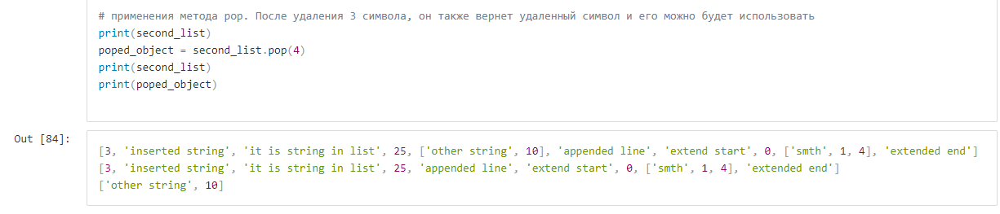 # применения метода pop. После удаления 3 символа, он также вернет удаленный символ и его можно будет использовать
print(second_list)
poped_object = second_list.pop(4)
print(second_list)
print(poped_object)
Out [84]:
[3, 'inserted string', 'it is string in list', 25, ['other string', 10], 'appended line', 'extend start', 0, ['smth', 1, 4], 'extended end']
[3, 'inserted string', 'it is string in list', 25, 'appended line', 'extend start', 0, ['smth', 1, 4], 'extended end']
['other string', 10]